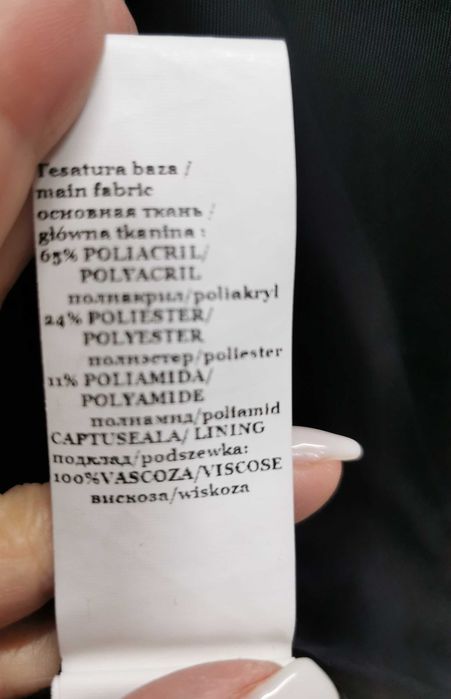 Tesatura baza /
main fabric
основная ткань /
główna tkanina :
65% POLIACRIL/
POLYACRIL
полиакрил/poliakryl
24% POLIESTER/
POLYESTER
полиэстер/poliester
11% POLIAMIDA/
POLYAMIDE
полиамид/poliamid
CAPTUSEALA/ LINING
подклад/podszewka:
100%VASCOZA/VISCOSE
вискоза/wiskoza